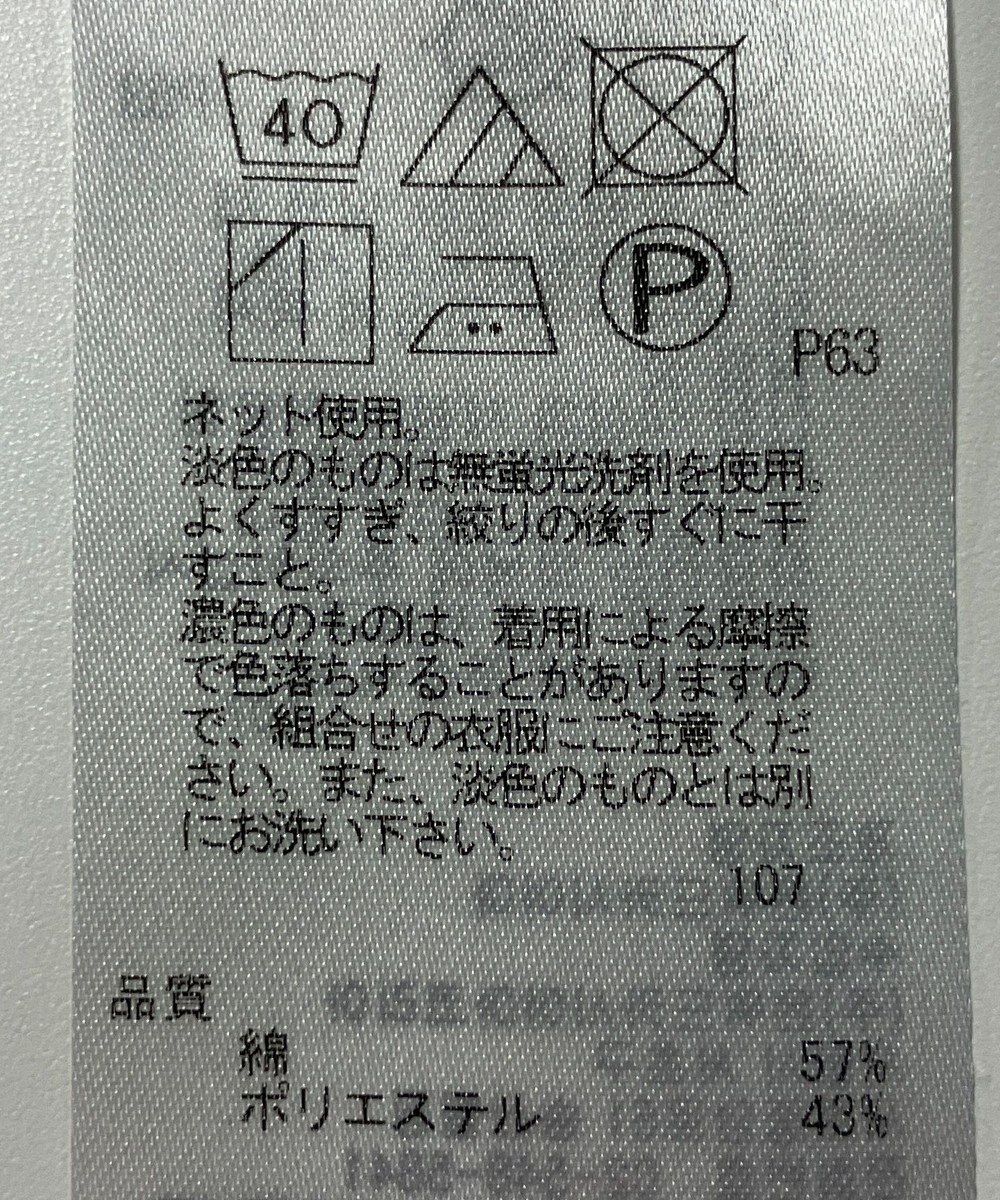 40
P
P63
ネット使用。
淡色のものは無蛍光洗剤を使用。
よくすすぎ、絞りの後すぐに干
すこと。
濃色のものは、着用による摩擦
で色落ちすることがありますの
で、組合せの衣服にご注意くだ
さい。また、淡色のものとは別
にお洗い下さい。
107
品質
綿 57%
ポリエステル 43%